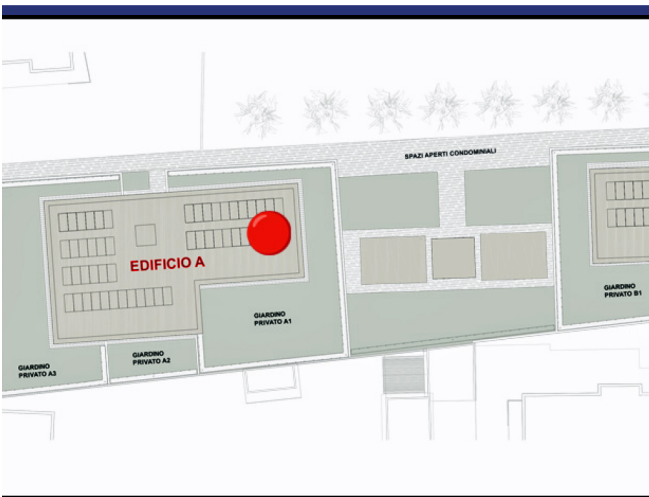 SPAZI APERTI CONDOMINIALI
EDIFICIO A
GIARDINO
PRIVATO B1
GIARDINO
PRIVATO A1
GIARDINO
PRIVATO A2
GIARDINO
PRIVATO A3